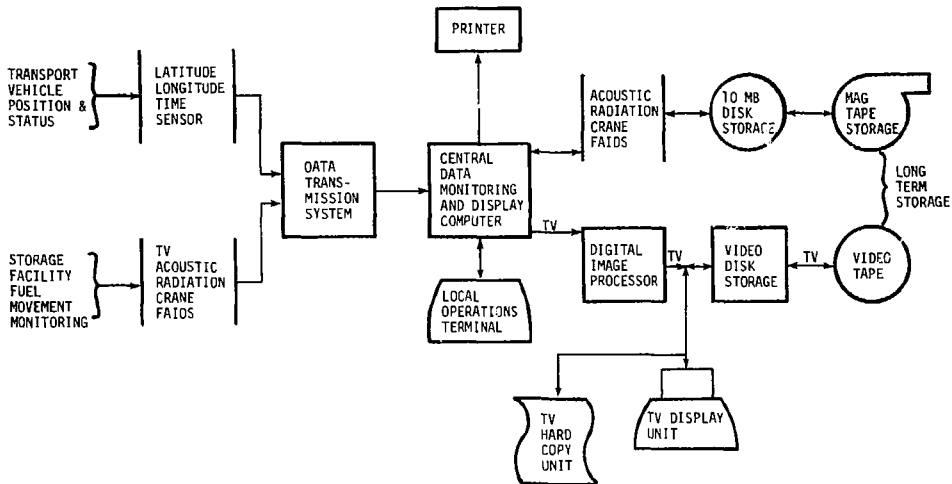 PRINTER
TRANSPORT
VEHICLE
POSITION &
STATUS
LATITUDE
LONGITUDE
TIME
SENSOR
STORAGE
FACILITY
FUEL
MOVEMENT
MONITORING
TV
ACOUSTIC
RADIATION
CRANE
FAIDS
OATA
TRANS-
MISSION
SYSTEM
CENTRAL
DATA
MONITORING
AND DISPLAY
COMPUTER
LOCAL
OPERATIONS
TERMINAL
ACOUSTIC
RADIATION
CRANE
FAIDS
10 MB
DISK
STORAGE
MAG
TAPE
STORAGE
LONG
TERM
STORAGE
TV
DIGITAL
IMAGE
PROCESSOR
TV
VIDEO
DISK
STORAGE
TV
VIDEO
TAPE
TV
HARD
COPY
UNIT
TV DISPLAY
UNIT